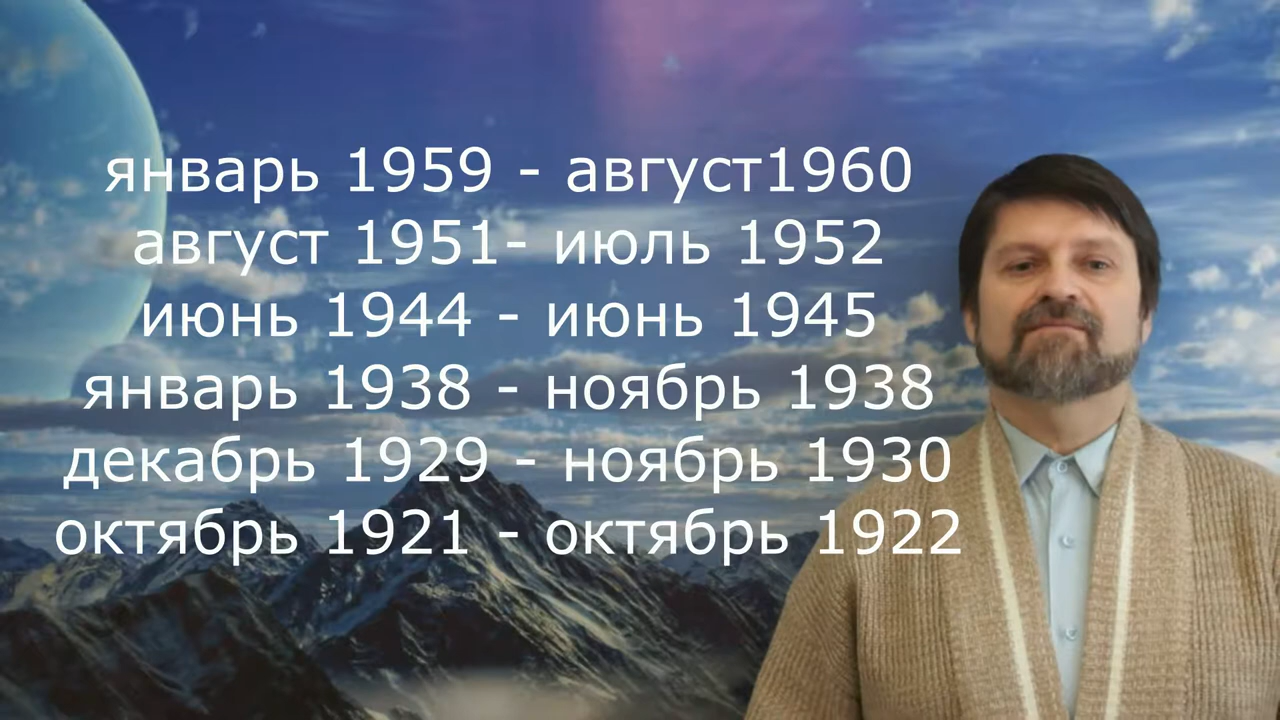 январь 1959 - август1960
август 1951- июль 1952
июнь 1944 - июнь 1945
январь 1938 - ноябрь 1938
декабрь 1929 - ноябрь 1930
октябрь 1921 - октябрь 1922